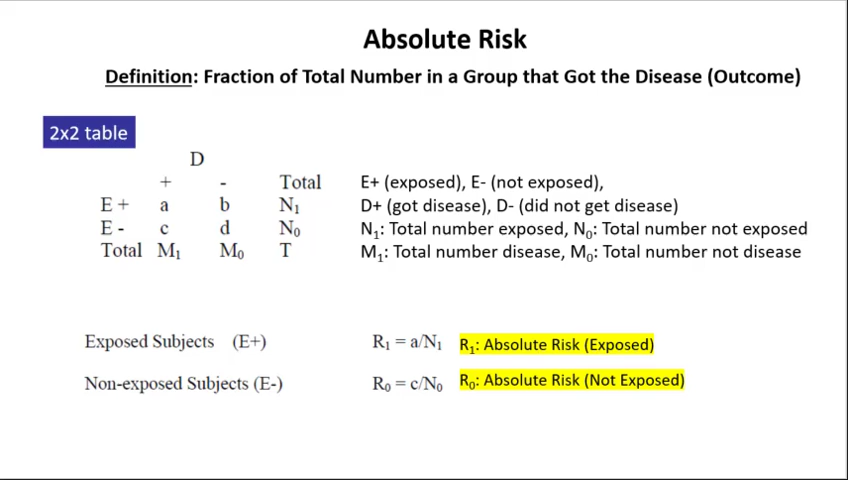 Absolute Risk
Definition: Fraction of Total Number in a Group that Got the Disease (Outcome)
2x2 table
D
+ - Total
E + a b N₁
E - c d N₀
Total M₁ M₀ T
E+ (exposed), E- (not exposed),
D+ (got disease), D- (did not get disease)
N₁: Total number exposed, N₀: Total number not exposed
M₁: Total number disease, M₀: Total number not disease
Exposed Subjects (E+) R₁ = a/N₁ R₁: Absolute Risk (Exposed)
Non-exposed Subjects (E-) R₀ = c/N₀ R₀: Absolute Risk (Not Exposed)